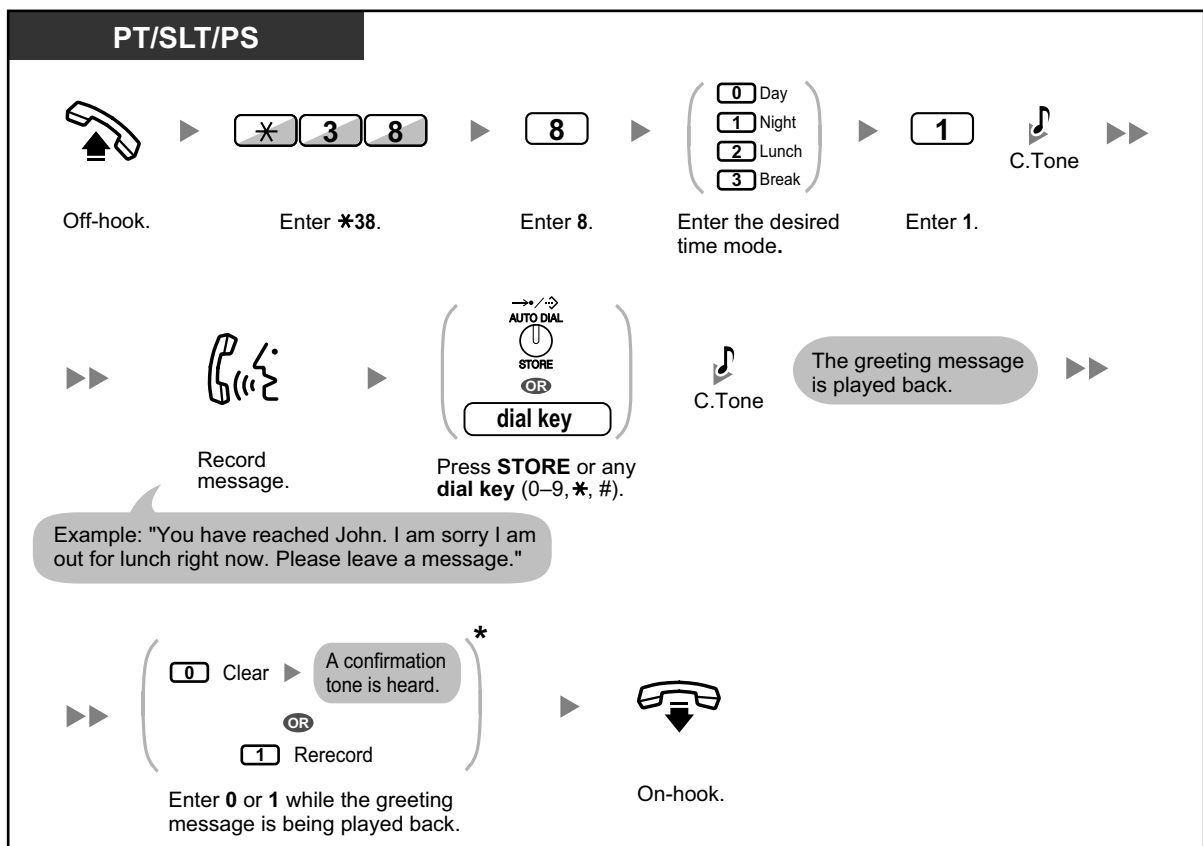 PT/SLT/PS
0 Day
1 Night
2 Lunch
3 Break
✳ 3 8
8
1
C.Tone
Off-hook.
Enter ✳38.
Enter 8.
Enter the desired
time mode.
Enter 1.
AUTO DIAL
STORE
OR
dial key
C.Tone
The greeting message
is played back.
Record
message.
Press STORE or any
dial key (0–9, ✳, #).
Example: "You have reached John. I am sorry I am
out for lunch right now. Please leave a message."
*
0 Clear
A confirmation
tone is heard.
OR
1 Rerecord
Enter 0 or 1 while the greeting
message is being played back.
On-hook.